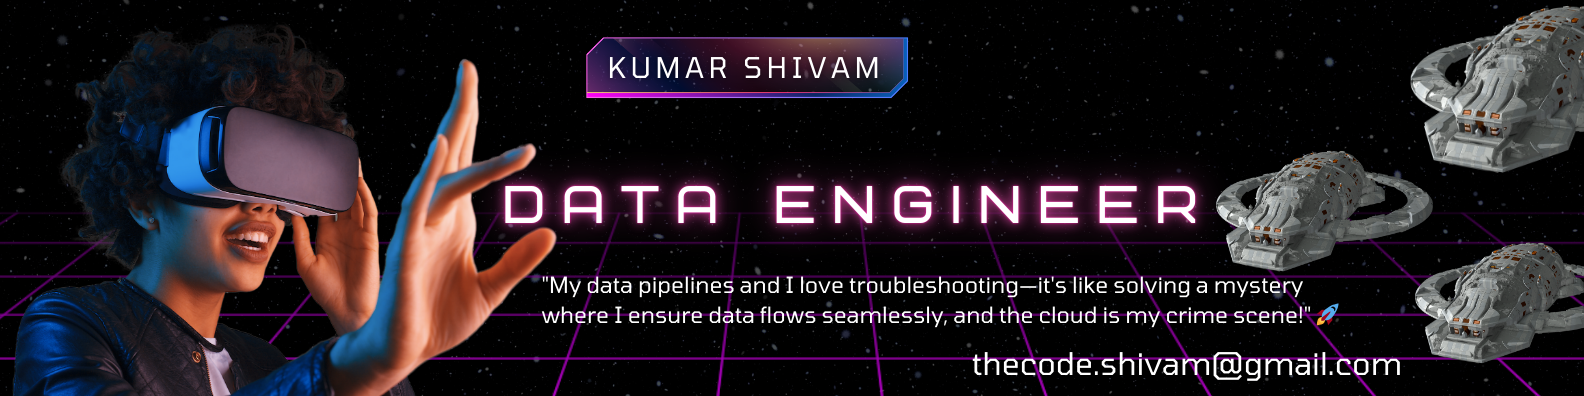 KUMAR SHIVAM
DATA ENGINEER
"My data pipelines and I love troubleshooting—it's like solving a mystery
where I ensure data flows seamlessly, and the cloud is my crime scene!" 🚀
thecode.shivam@gmail.com